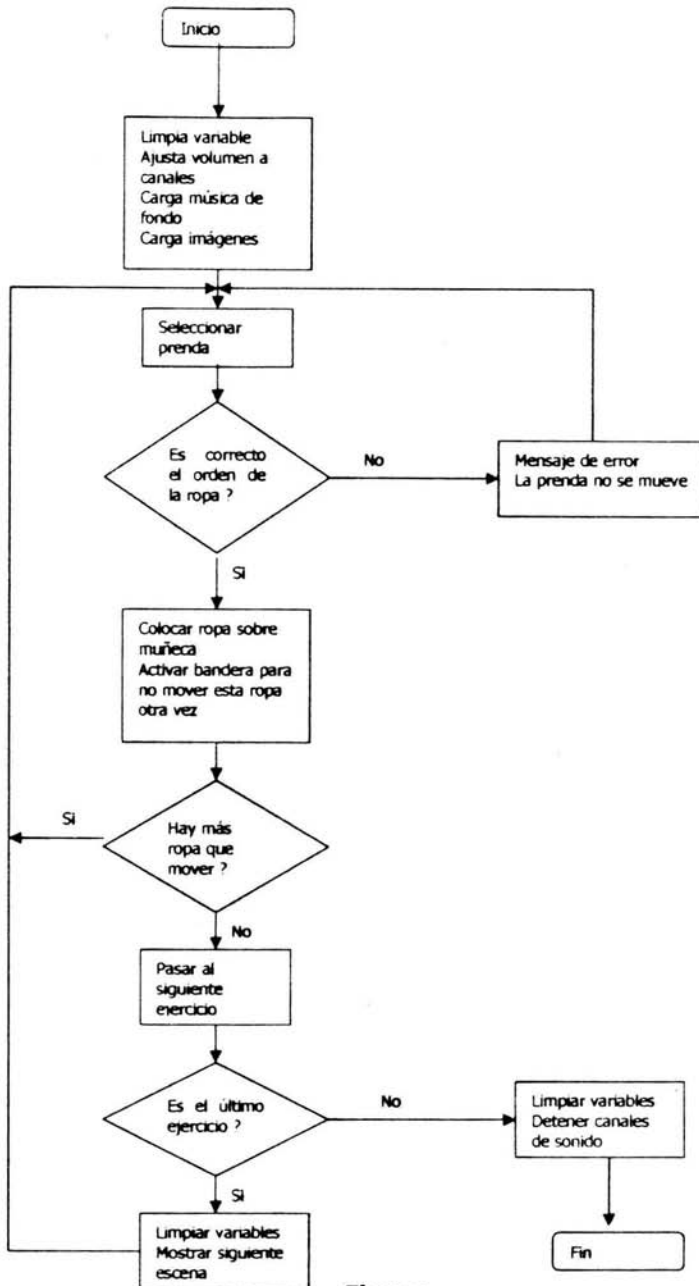 Inicio
Limpia variable
Ajusta volumen a
canales
Carga música de
fondo
Carga imágenes
Seleccionar
prenda
Es correcto
el orden de
la ropa ?
No
Mensaje de error
La prenda no se mueve
Si
Colocar ropa sobre
muñeca
Activar bandera para
no mover esta ropa
otra vez
Si
Hay más
ropa que
mover ?
No
Pasar al
siguiente
ejercicio
Es el último
ejercicio ?
No
Limpiar variables
Detener canales
de sonido
Si
Limpiar variables
Mostrar siguiente
escena
Fin